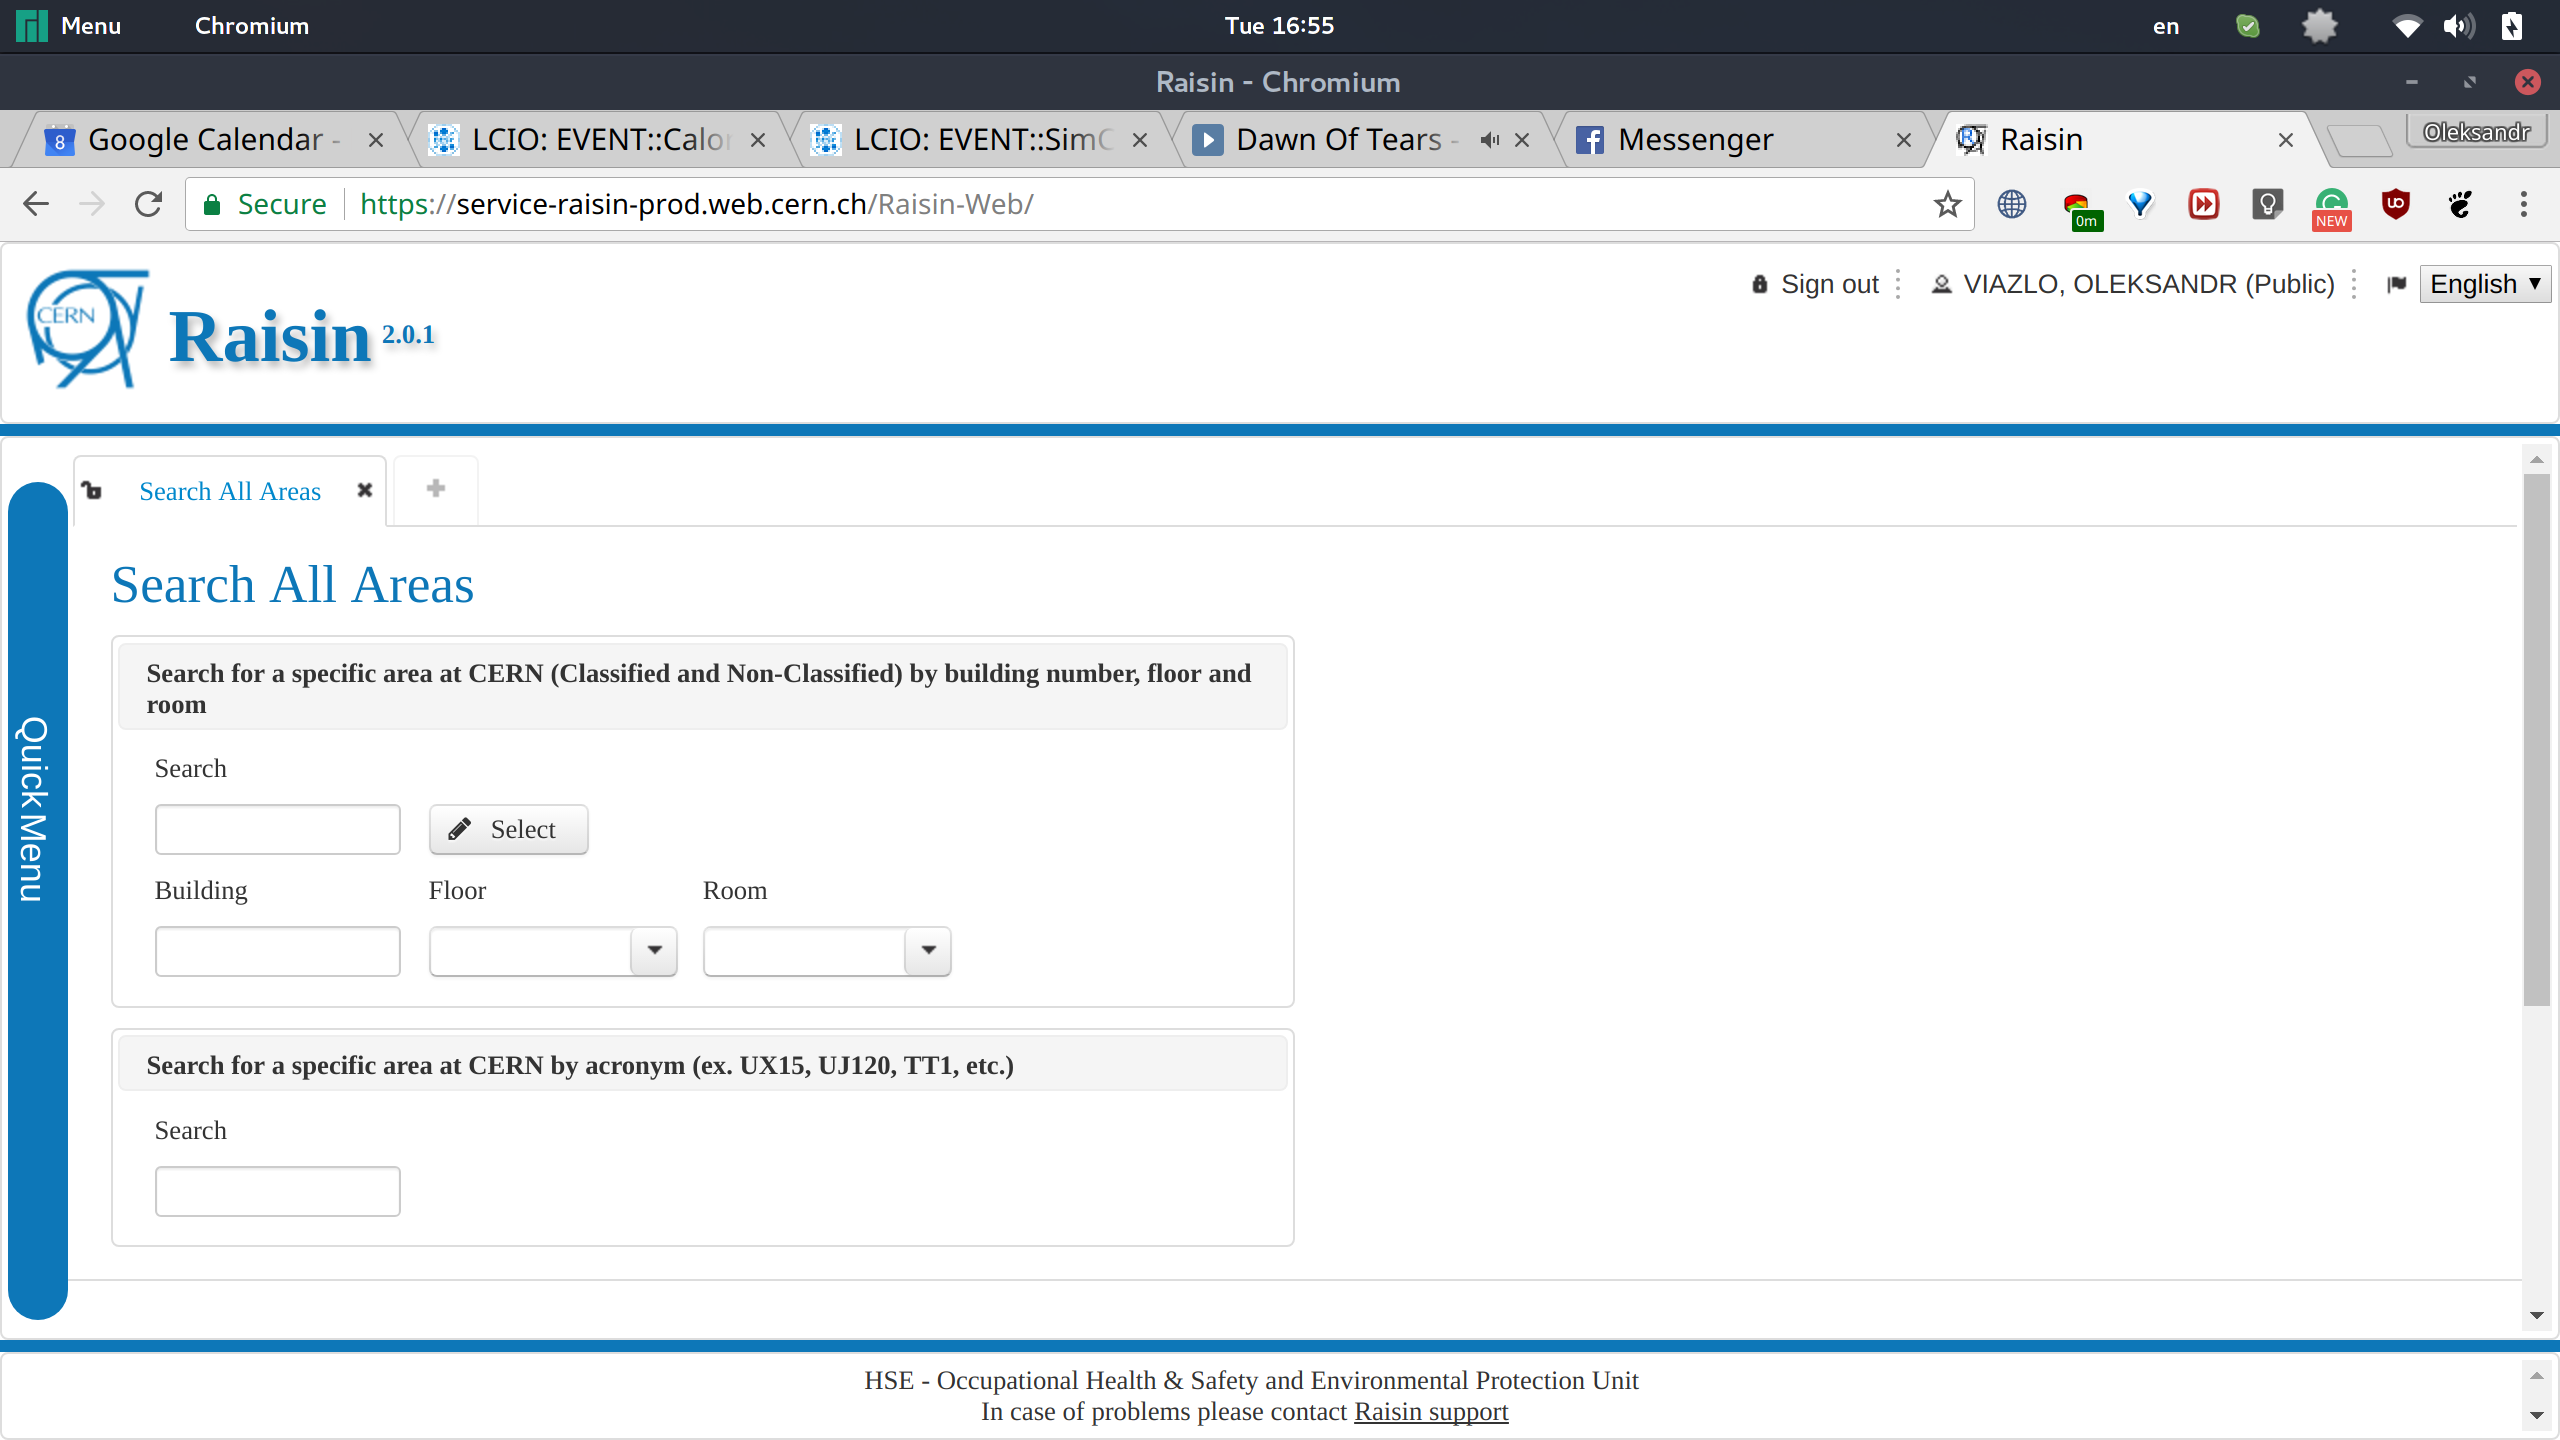 Menu Chromium Tue 16:55 en
Raisin - Chromium
8 Google Calendar - LCIO: EVENT::Calor LCIO: EVENT::SimC Dawn Of Tears - Messenger Raisin Oleksandr
Secure https://service-raisin-prod.web.cern.ch/Raisin-Web/ 0m NEW
Sign out VIAZLO, OLEKSANDR (Public) English
CERN Raisin 2.0.1
Search All Areas
Search All Areas
Search for a specific area at CERN (Classified and Non-Classified) by building number, floor and
room
Quick Menu
Search
Select
Building Floor Room
Search for a specific area at CERN by acronym (ex. UX15, UJ120, TT1, etc.)
Search
HSE - Occupational Health & Safety and Environmental Protection Unit
In case of problems please contact Raisin support